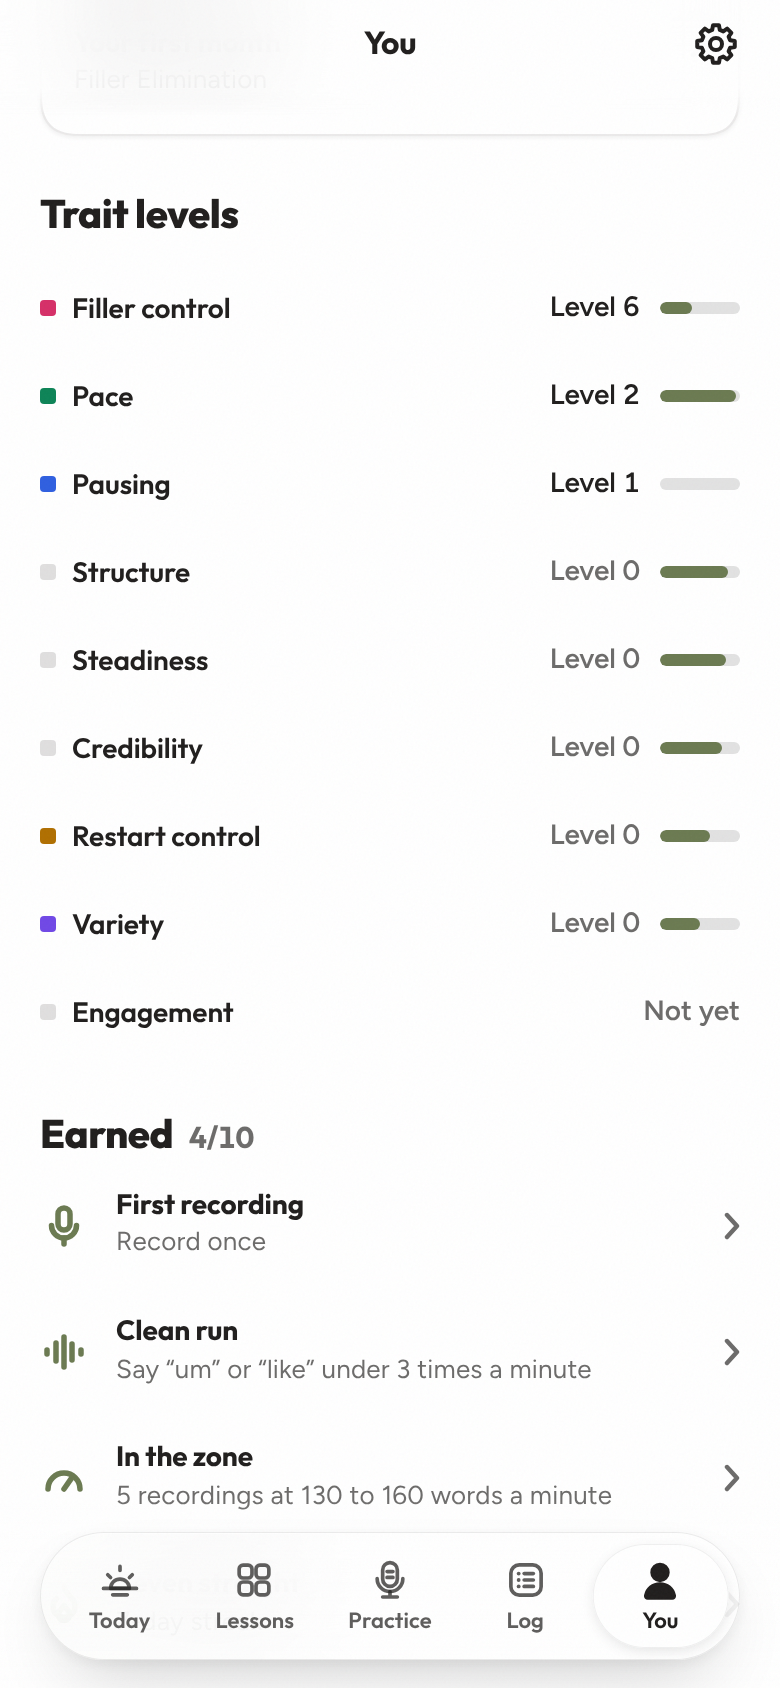 You
Filler Elimination
Trait levels
Filler control Level 6
Pace Level 2
Pausing Level 1
Structure Level 0
Steadiness Level 0
Credibility Level 0
Restart control Level 0
Variety Level 0
Engagement Not yet
Earned 4/10
First recording
Record once
Clean run
Say “um” or “like” under 3 times a minute
In the zone
5 recordings at 130 to 160 words a minute
Today Lessons Practice Log You